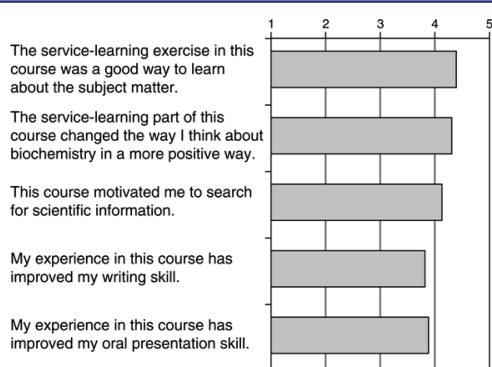 1 2 3 4 5
The service-learning exercise in this
course was a good way to learn
about the subject matter.
The service-learning part of this
course changed the way I think about
biochemistry in a more positive way.
This course motivated me to search
for scientific information.
My experience in this course has
improved my writing skill.
My experience in this course has
improved my oral presentation skill.